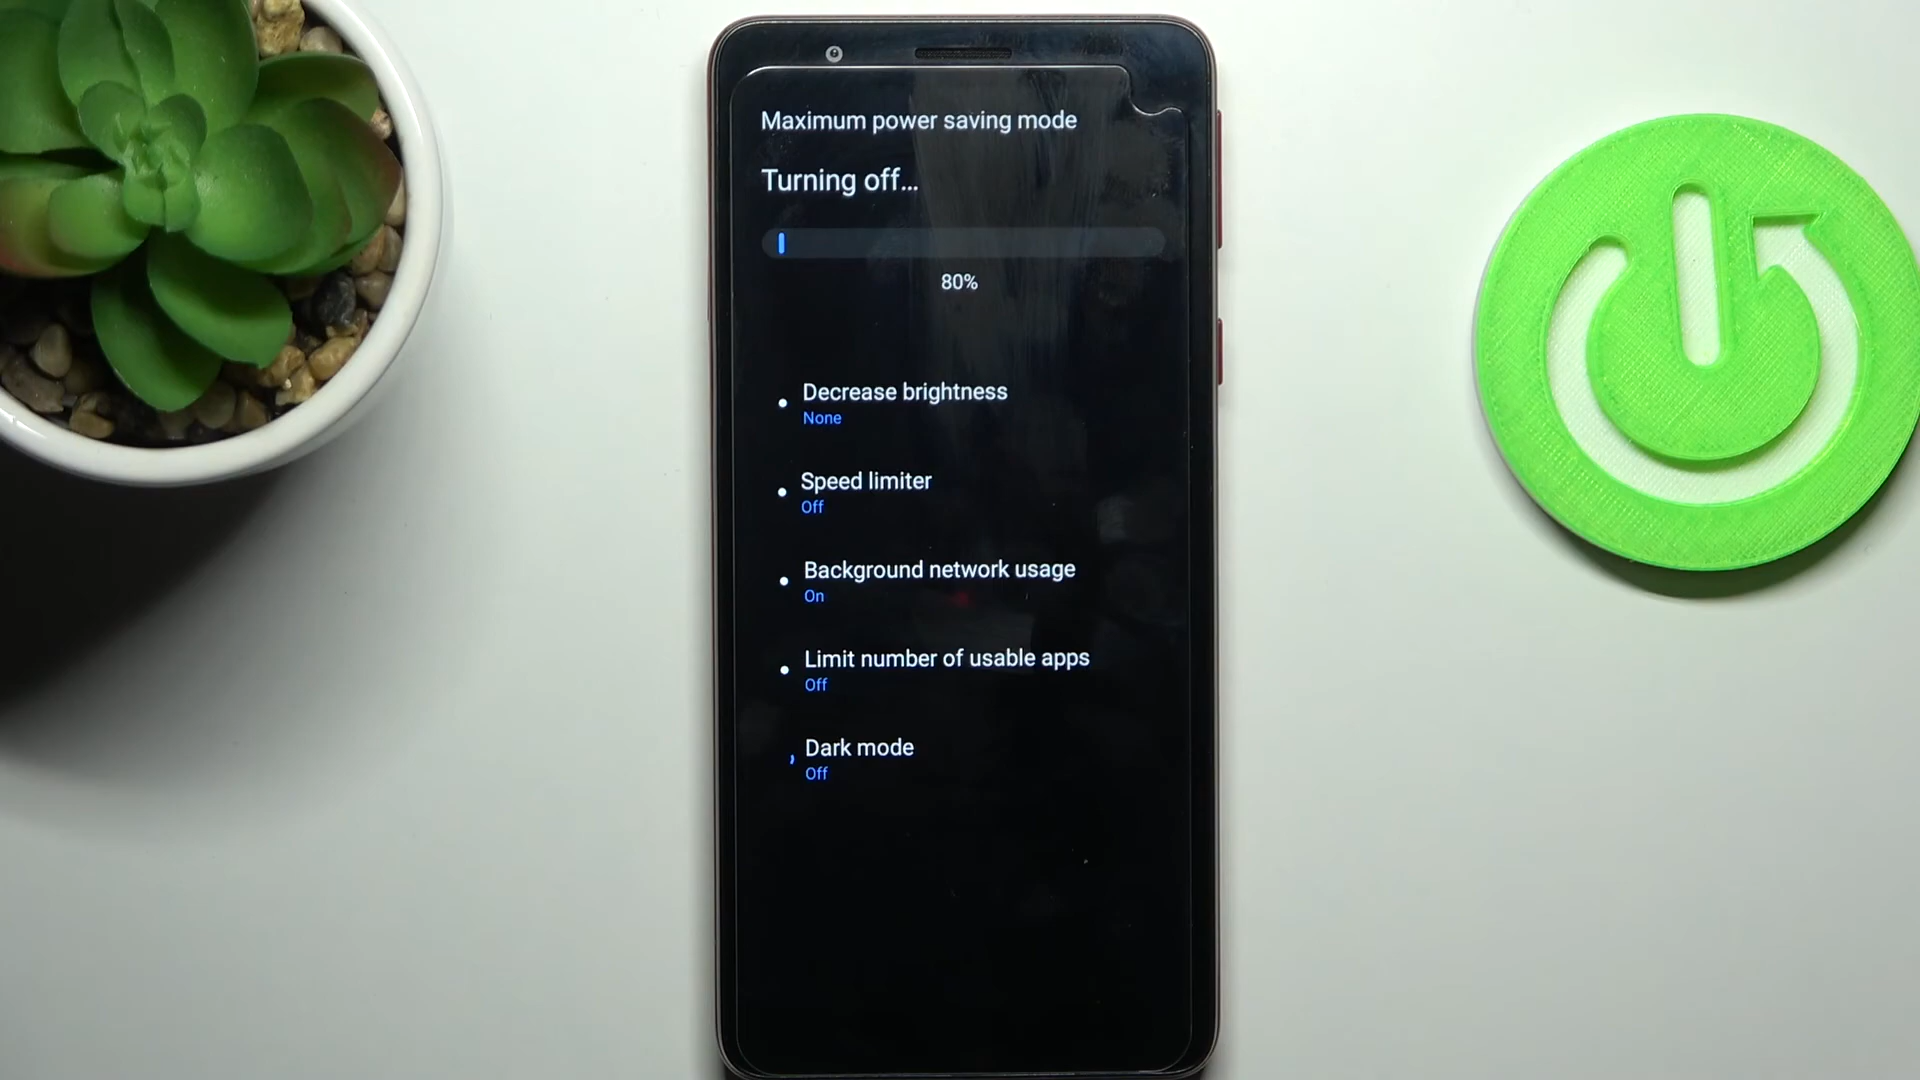 Maximum power saving mode
Turning off...
80%
Decrease brightness
None
Speed limiter
Off
Background network usage
On
Limit number of usable apps
Off
Dark mode
Off